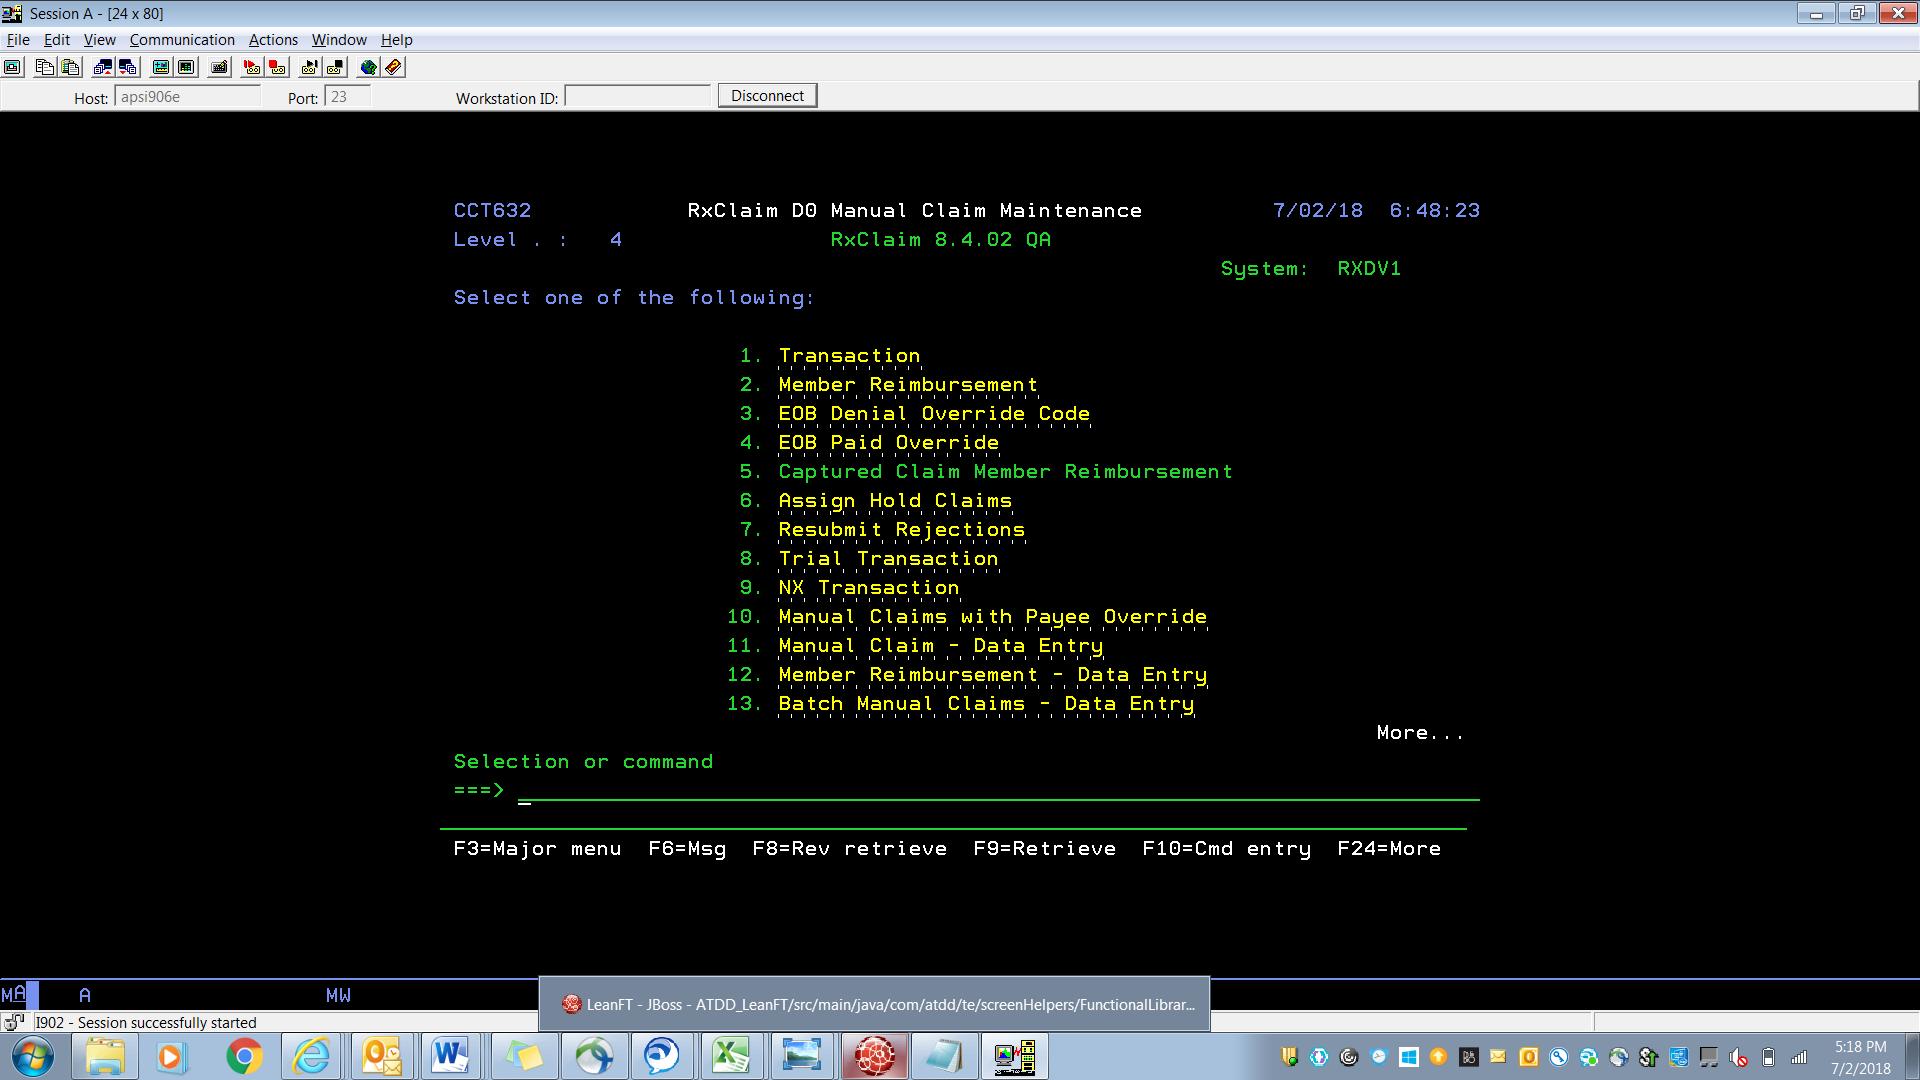 Session A - [24 x 80]
File Edit View Communication Actions Window Help
Host: apsi906e Port: 23 Workstation ID: Disconnect
CCT632 RxClaim D0 Manual Claim Maintenance 7/02/18 6:48:23
Level . : 4 RxClaim 8.4.02 QA
System: RXDV1
Select one of the following:
1. Transaction
2. Member Reimbursement
3. EOB Denial Override Code
4. EOB Paid Override
5. Captured Claim Member Reimbursement
6. Assign Hold Claims
7. Resubmit Rejections
8. Trial Transaction
9. NX Transaction
10. Manual Claims with Payee Override
11. Manual Claim - Data Entry
12. Member Reimbursement - Data Entry
13. Batch Manual Claims - Data Entry
More...
Selection or command
===> _
F3=Major menu F6=Msg F8=Rev retrieve F9=Retrieve F10=Cmd entry F24=More
MA A MW
LeanFT - JBoss - ATDD_LeanFT/src/main/java/com/atdd/te/screenHelpers/FunctionalLibrar...
I902 - Session successfully started
5:18 PM
7/2/2018